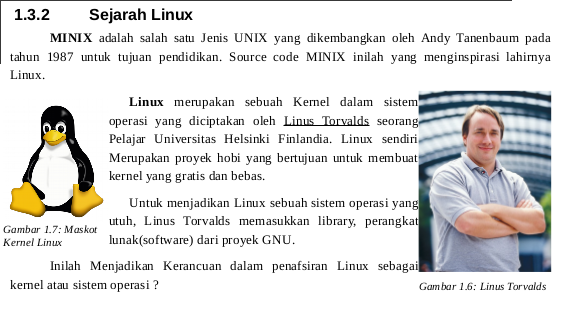 1.3.2 Sejarah Linux
MINIX adalah salah satu Jenis UNIX yang dikembangkan oleh Andy Tanenbaum pada
tahun 1987 untuk tujuan pendidikan. Source code MINIX inilah yang menginspirasi lahirnya
Linux.
Linux merupakan sebuah Kernel dalam sistem
operasi yang diciptakan oleh Linus Torvalds seorang
Pelajar Universitas Helsinki Finlandia. Linux sendiri
Merupakan proyek hobi yang bertujuan untuk membuat
kernel yang gratis dan bebas.
Untuk menjadikan Linux sebuah sistem operasi yang
utuh, Linus Torvalds memasukkan library, perangkat
lunak(software) dari proyek GNU.
Gambar 1.7: Maskot
Kernel Linux
Inilah Menjadikan Kerancuan dalam penafsiran Linux sebagai
kernel atau sistem operasi ?
Gambar 1.6: Linus Torvalds